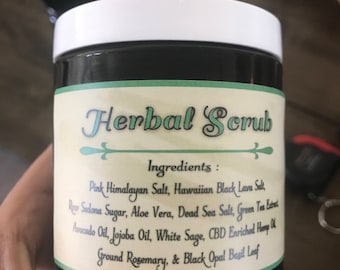 Herbal Scrub
Ingredients :
Pink Himalayan Salt, Hawaiian Black Lava Salt,
Raw Sedona Sugar, Aloe Vera, Dead Sea Salt, Green Tea Extract,
Avocado Oil, Jojoba Oil, White Sage, CBD Enriched Hemp Oil,
Ground Rosemary, & Black Opal Basil Leaf